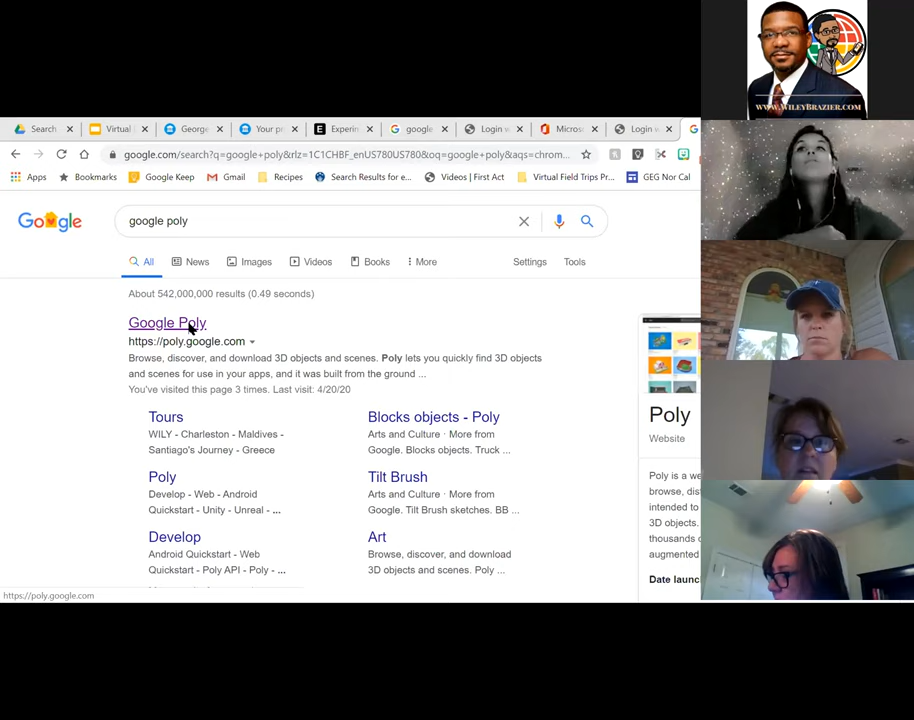 Search
Virtual
George
Your p
Experin
google
Login w
Micros
Login w
google.com/search?q=google+poly&rlz=1C1CHBF_enUS780US780&oq=google+poly&aqs=chrom...
Apps
Bookmarks
Google Keep
Gmail
Recipes
Search Results for e...
Videos | First Act
Virtual Field Trips Pr...
GEG Nor Cal
Google
google poly
All
News
Images
Videos
Books
More
Settings
Tools
About 542,000,000 results (0.49 seconds)
Google Poly
https://poly.google.com
Browse, discover, and download 3D objects and scenes. Poly lets you quickly find 3D objects
and scenes for use in your apps, and it was built from the ground ...
You've visited this page 3 times. Last visit: 4/20/20
Tours
WILY - Charleston - Maldives -
Santiago's Journey - Greece
Blocks objects - Poly
Arts and Culture · More from
Google. Blocks objects. Truck ...
Poly
Develop - Web - Android
Quickstart - Unity - Unreal - ...
Tilt Brush
Arts and Culture · More from
Google. Tilt Brush sketches. BB ...
Develop
Android Quickstart - Web
Quickstart - Poly API - Poly - ...
Art
Browse, discover, and download
3D objects and scenes. Poly ...
Poly
Website
Poly is a we
browse, dis
intended to
3D objects.
thousands o
augmented
Date launc
https://poly.google.com
WWW.WILEYBRAZIER.COM